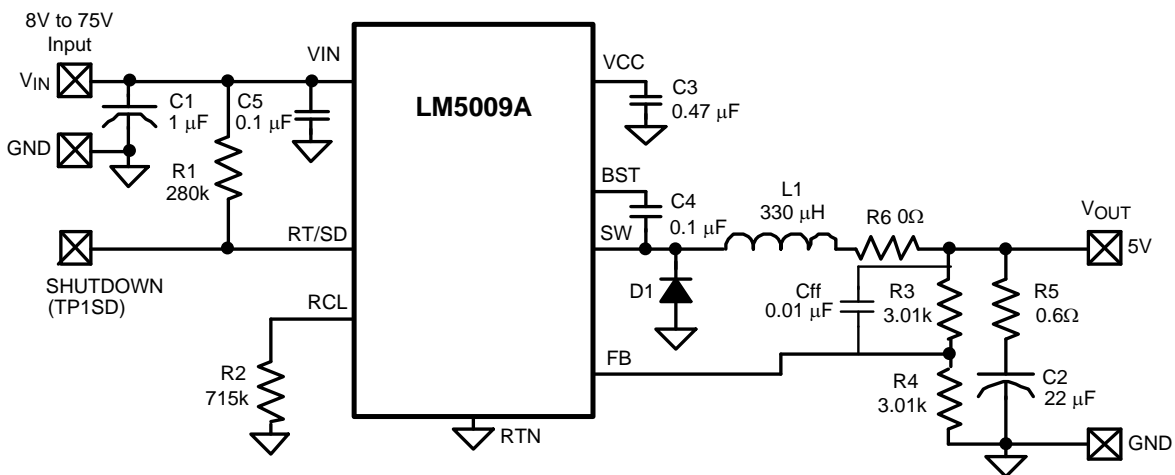 8V to 75V
Input
VIN
GND
SHUTDOWN
(TP1SD)
C1
1 μF
R1
280k
C5
0.1 μF
R2
715k
VIN
RT/SD
RCL
LM5009A
RTN
VCC
BST
SW
FB
C3
0.47 μF
C4
0.1 μF
D1
L1
330 μH
R6 0Ω
Cff
0.01 μF
R3
3.01k
R4
3.01k
R5
0.6Ω
C2
22 μF
VOUT
5V
GND